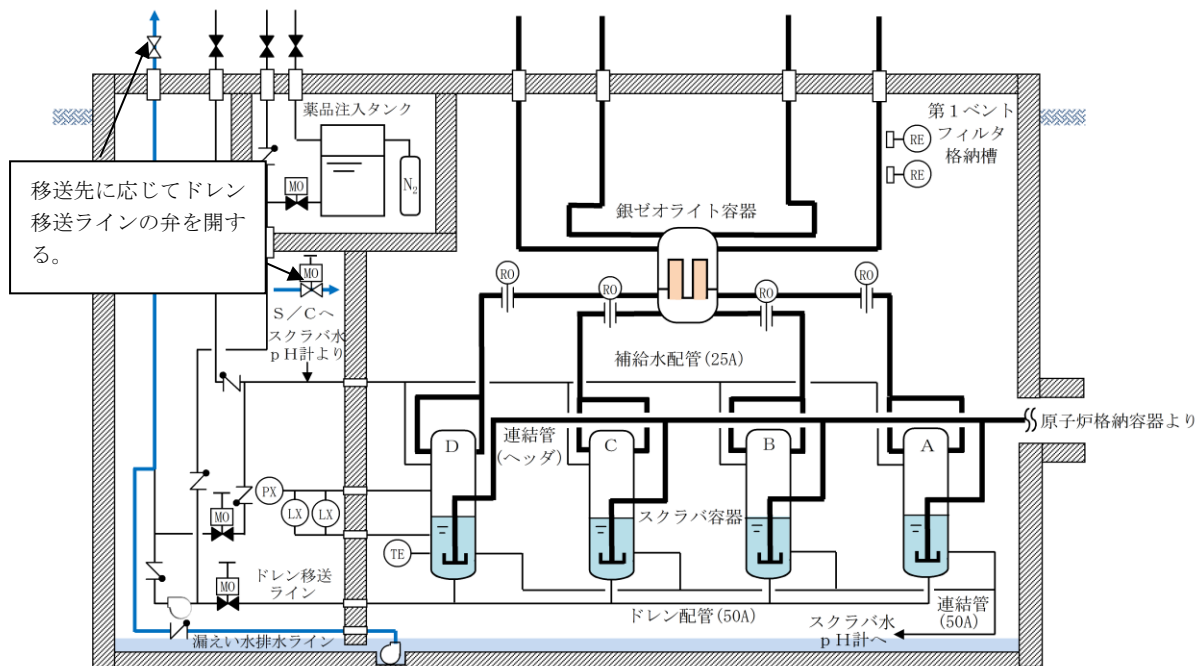 薬品注入タンク
MO
N₂
移送先に応じてドレン
移送ラインの弁を開す
る。
MO
S/Cへ
スクラバ水
pH計より
第1ベント
フィルタ
格納槽
RE
RE
銀ゼオライト容器
RO
RO
RO
RO
補給水配管(25A)
原子炉格納容器より
連結管
(ヘッダ)
D
C
B
A
PX
LX
LX
TE
MO
スクラバ容器
ドレン移送
ライン
MO
ドレン配管(50A)
連結管
(50A)
スクラバ水
pH計へ
漏えい水排水ライン